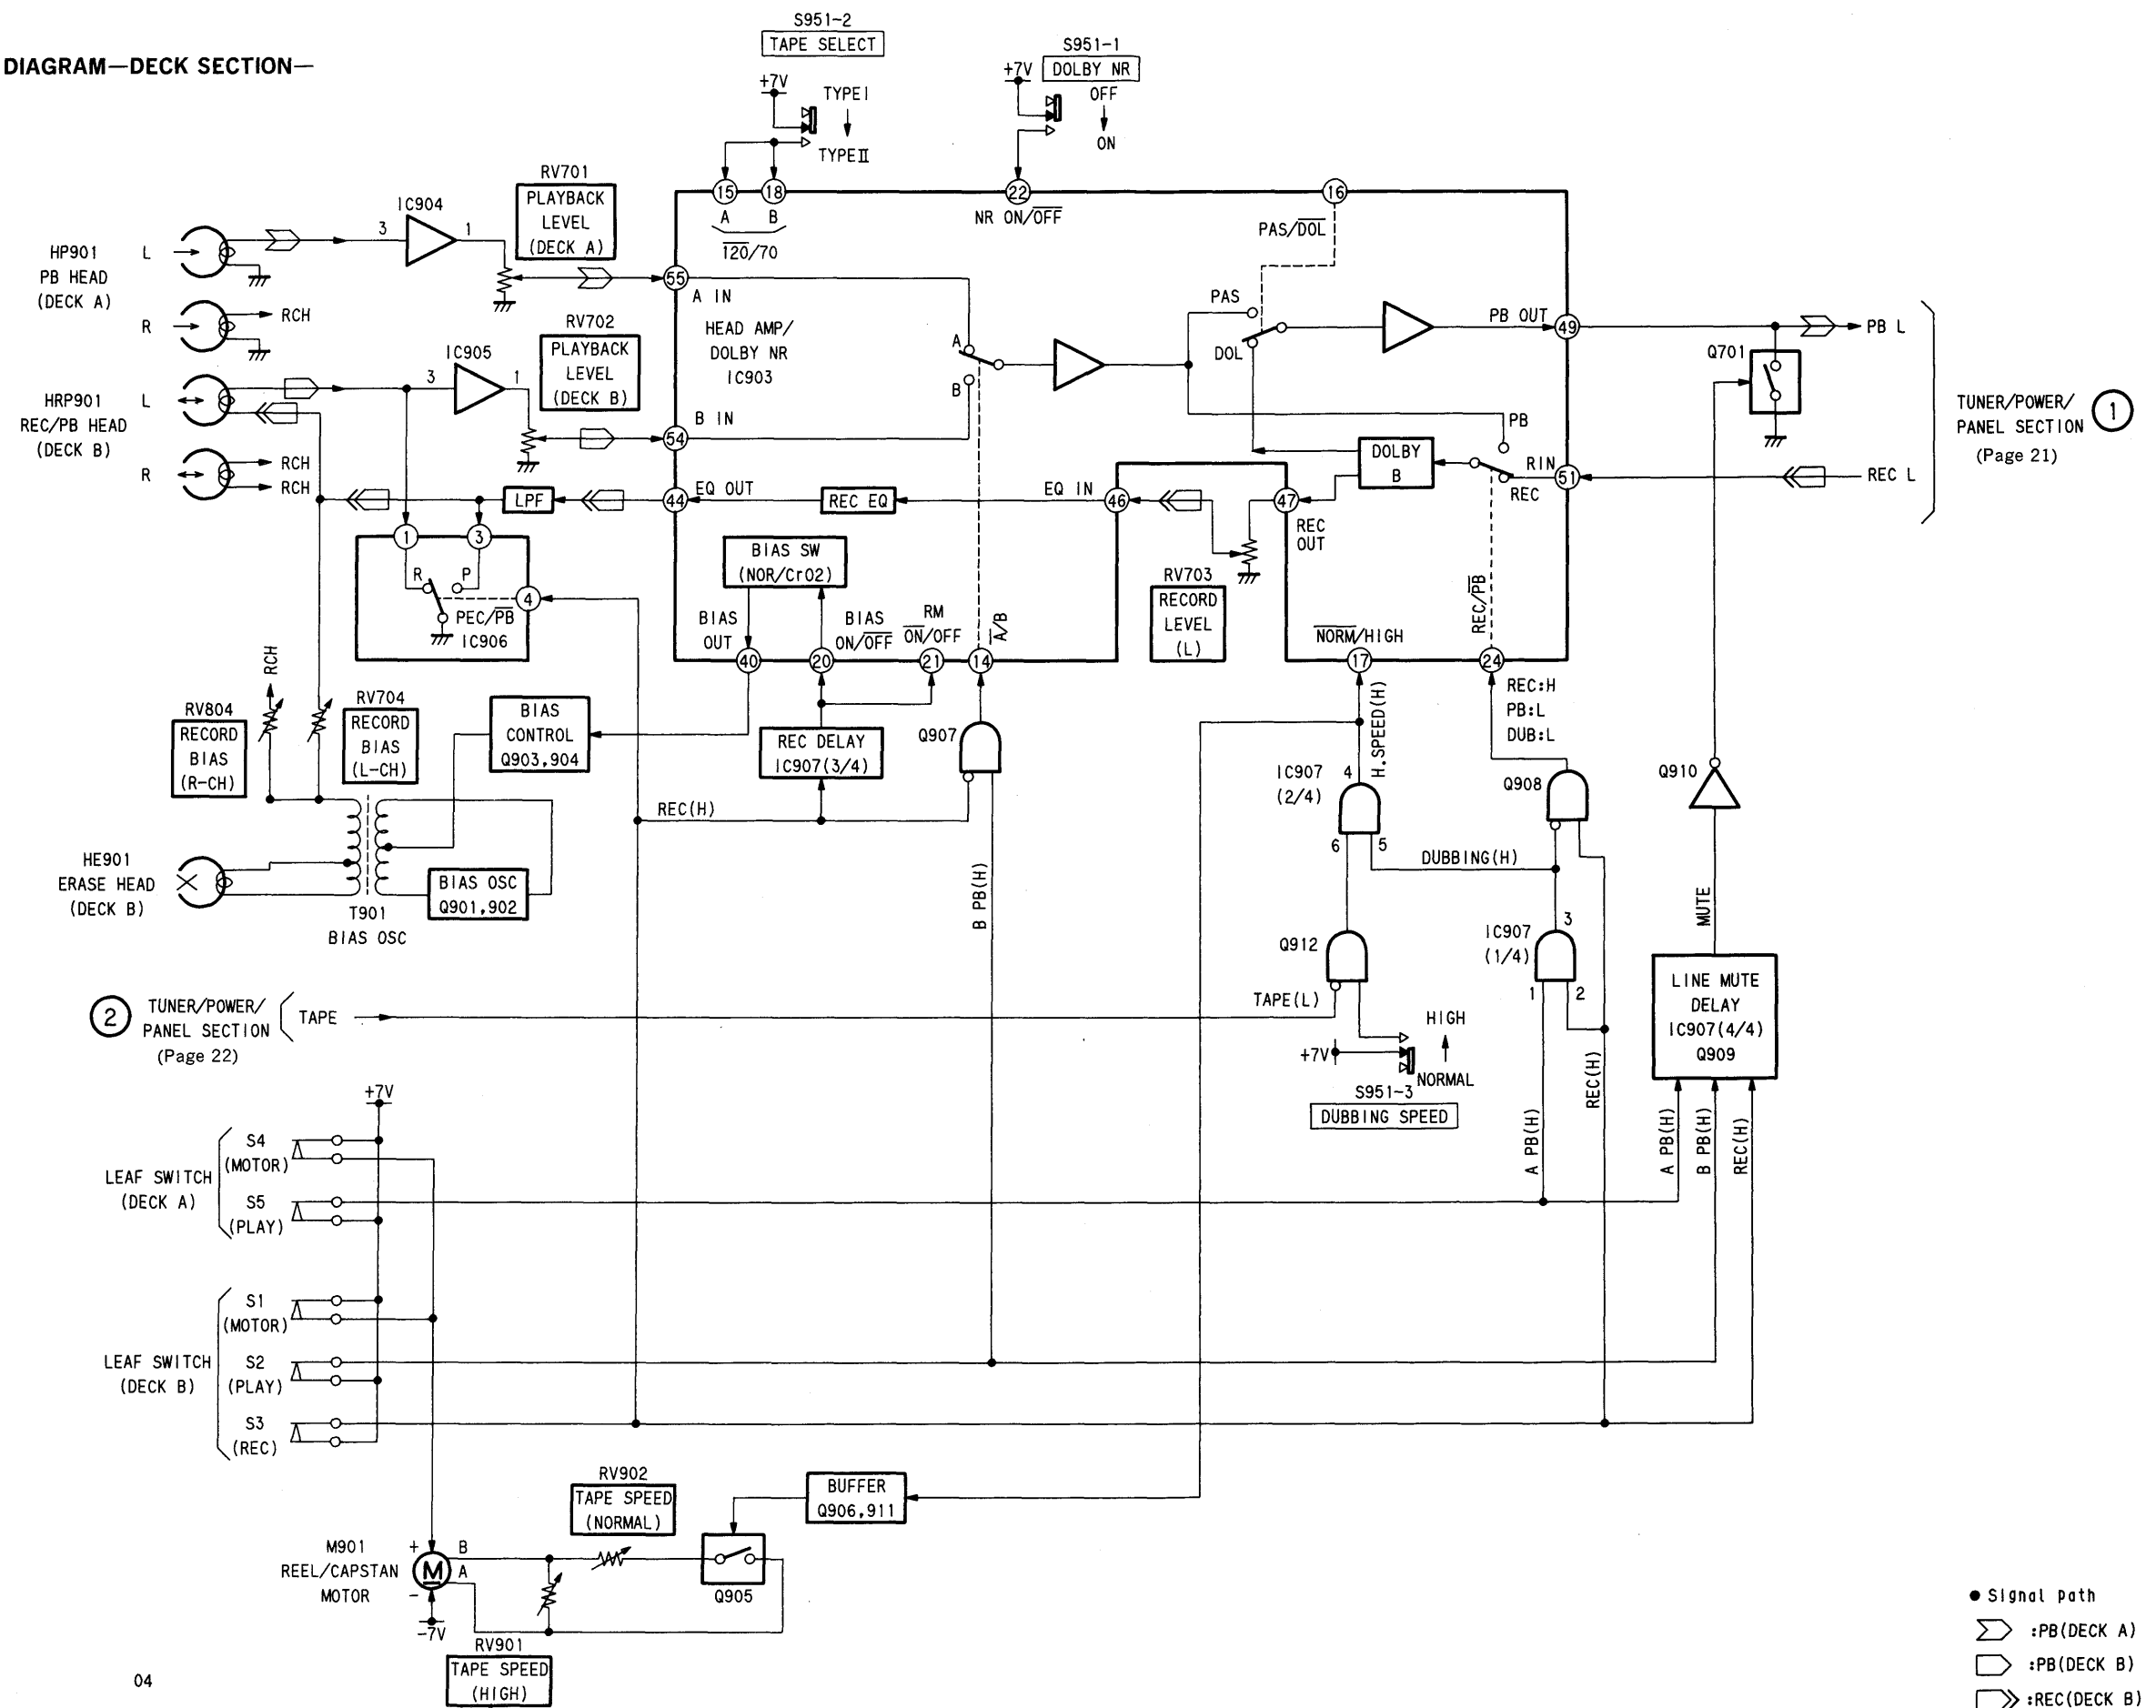 DIAGRAM—DECK SECTION—
S951-2
TAPE SELECT
+7V
TYPE I
TYPE II
S951-1
DOLBY NR
+7V
OFF
ON
HP901
PB HEAD
(DECK A)
L
R
RCH
IC904
3
1
RV701
PLAYBACK
LEVEL
(DECK A)
HRP901
REC/PB HEAD
(DECK B)
L
R
RCH
RCH
IC905
3
1
RV702
PLAYBACK
LEVEL
(DECK B)
15
18
22
16
A
B
120/70
NR ON/OFF
PAS/DOL
55
A IN
HEAD AMP/
DOLBY NR
IC903
54
B IN
A
B
PAS
DOL
PB OUT
49
PB L
Q701
TUNER/POWER/
PANEL SECTION
(Page 21)
1
PB
REC
RIN
51
REC L
DOLBY
B
LPF
44
EQ OUT
REC EQ
EQ IN
46
47
REC
OUT
RV703
RECORD
LEVEL
(L)
1
3
R
P
PEC/PB
IC906
4
BIAS SW
(NOR/CrO2)
BIAS
OUT
BIAS
ON/OFF
RM
ON/OFF
A/B
40
20
21
14
NORM/HIGH
17
REC/PB
24
REC:H
PB:L
DUB:L
RCH
RV804
RECORD
BIAS
(R-CH)
RV704
RECORD
BIAS
(L-CH)
BIAS
CONTROL
Q903,904
REC DELAY
IC907(3/4)
Q907
REC(H)
H.SPEED(H)
IC907
(2/4)
4
6
5
Q908
Q910
DUBBING(H)
HE901
ERASE HEAD
(DECK B)
T901
BIAS OSC
BIAS OSC
Q901,902
B PB(H)
Q912
IC907
(1/4)
3
1
2
MUTE
LINE MUTE
DELAY
IC907(4/4)
Q909
2
TUNER/POWER/
PANEL SECTION
(Page 22)
TAPE
TAPE(L)
+7V
HIGH
NORMAL
S951-3
DUBBING SPEED
A PB(H)
REC(H)
A PB(H)
B PB(H)
REC(H)
+7V
LEAF SWITCH
(DECK A)
S4
(MOTOR)
S5
(PLAY)
LEAF SWITCH
(DECK B)
S1
(MOTOR)
S2
(PLAY)
S3
(REC)
RV902
TAPE SPEED
(NORMAL)
BUFFER
Q906,911
M901
REEL/CAPSTAN
MOTOR
+
M
-
B
A
-7V
Q905
RV901
TAPE SPEED
(HIGH)
04
● Signal path
:PB(DECK A)
:PB(DECK B)
:REC(DECK B)